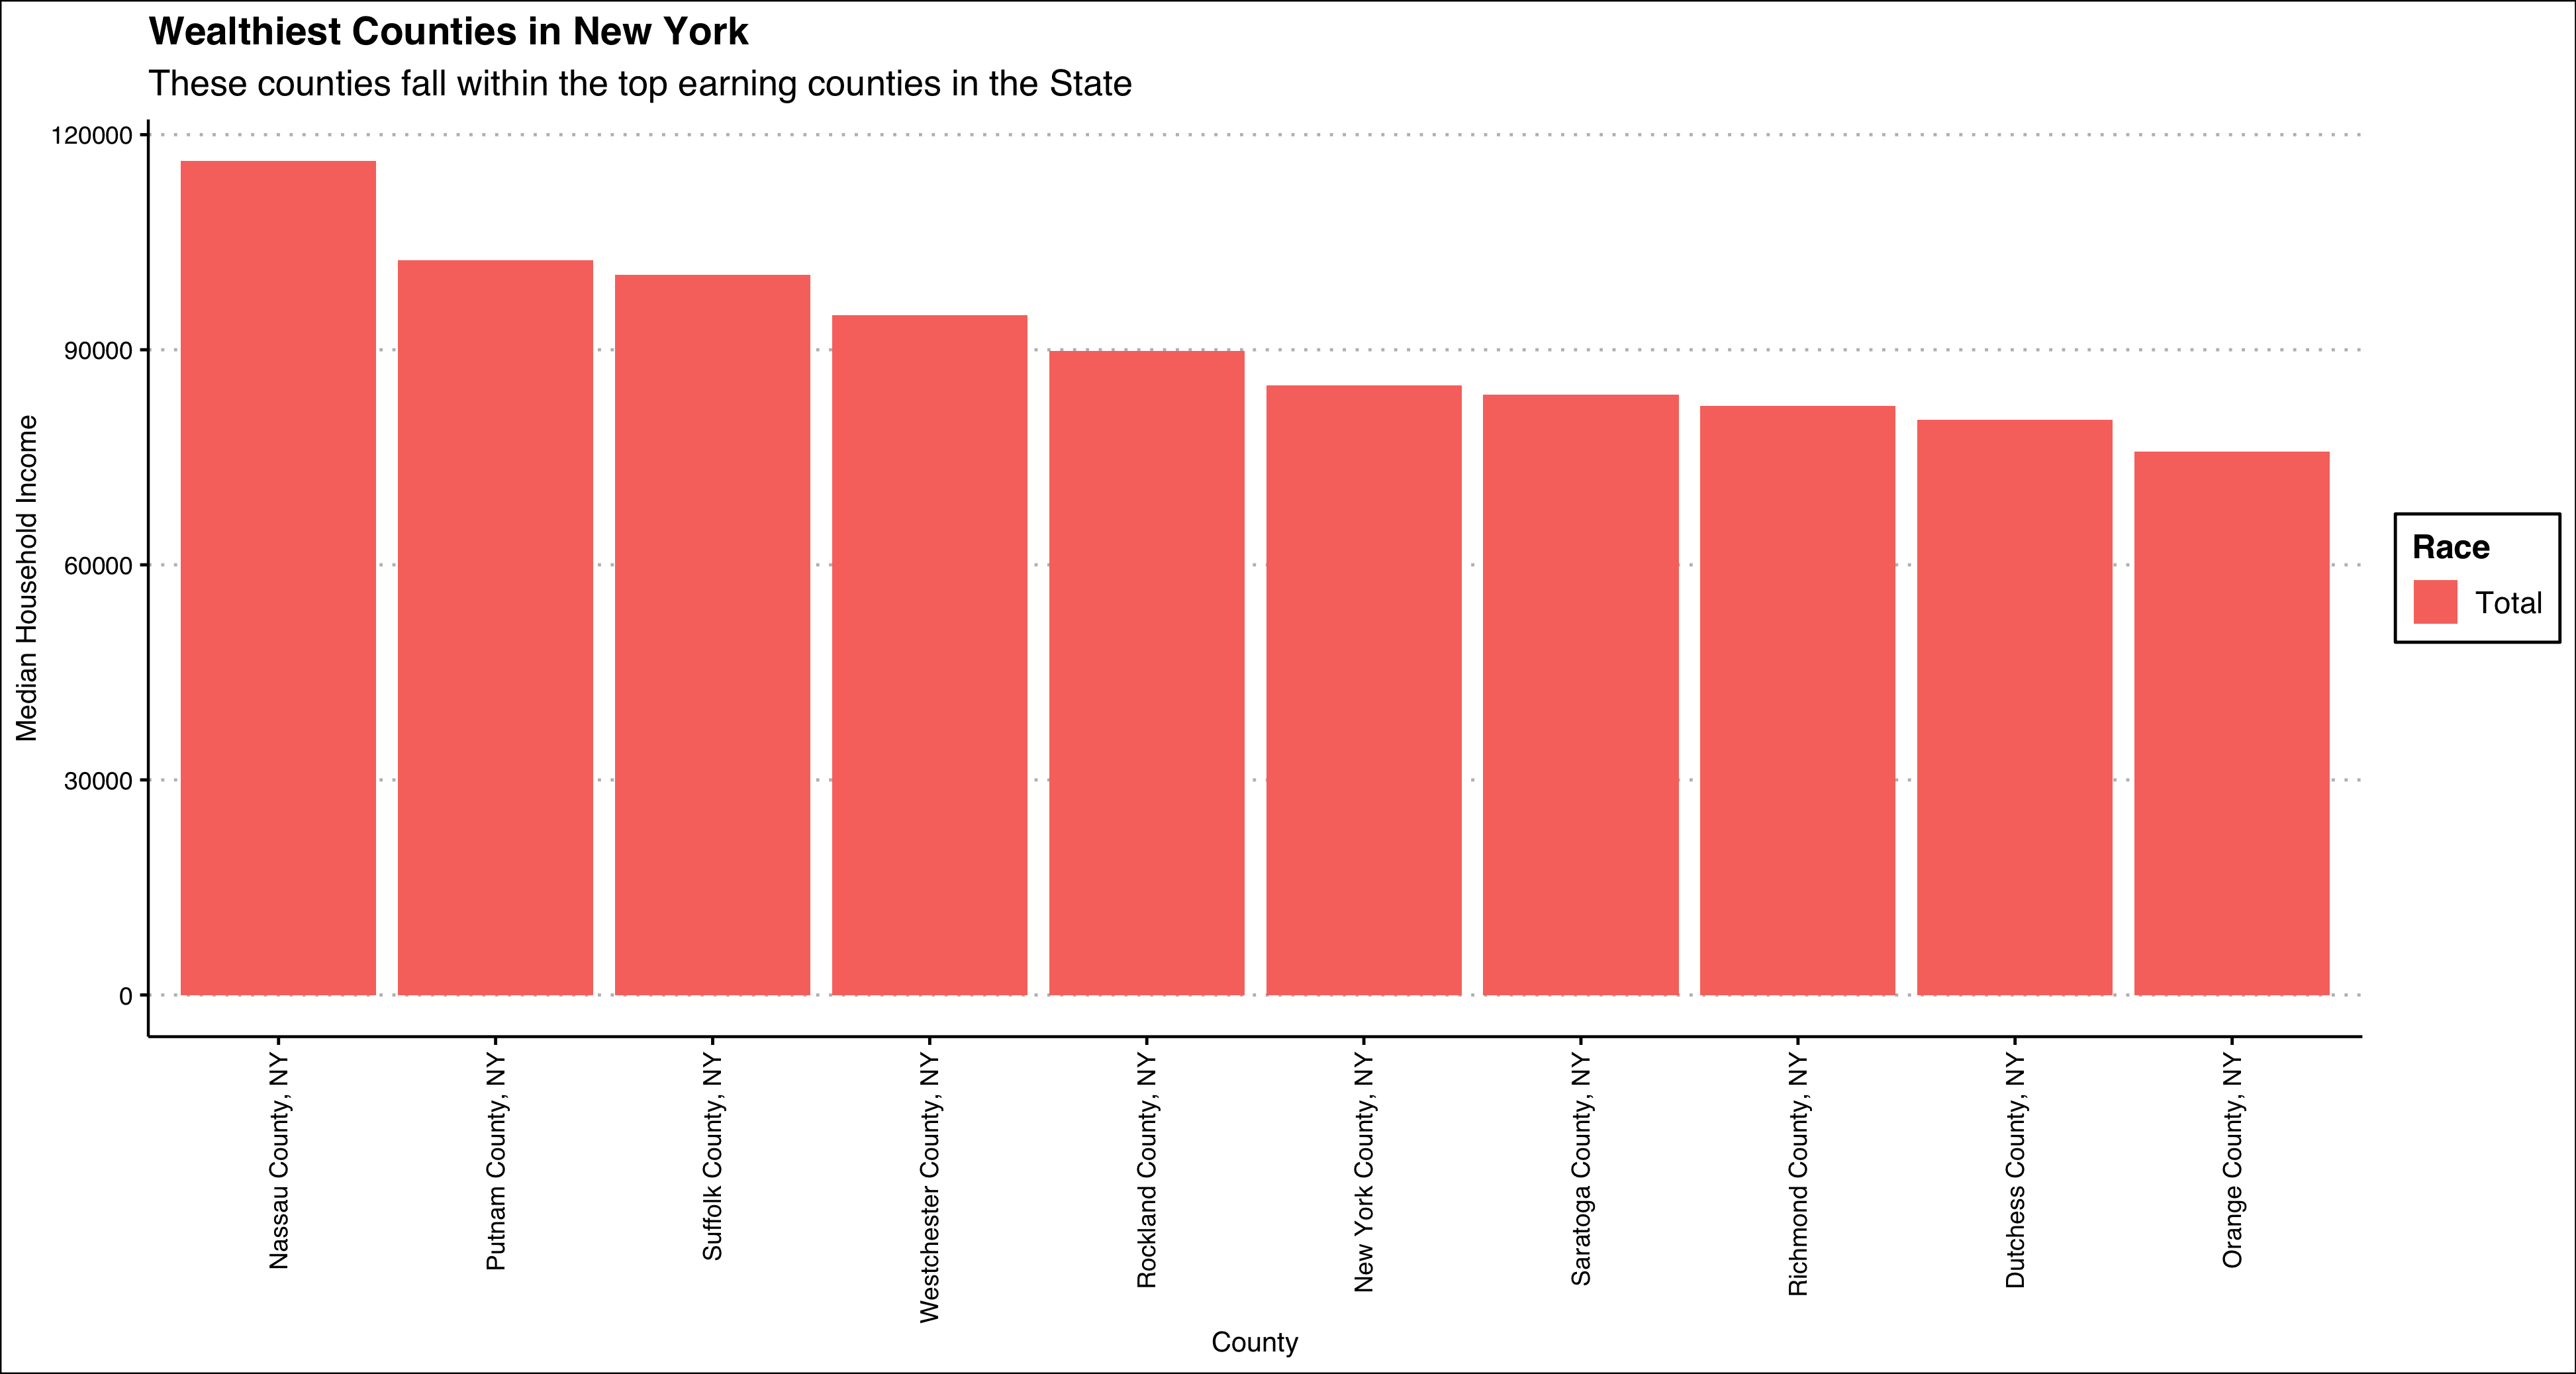 Wealthiest Counties in New York
These counties fall within the top earning counties in the State
Median Household Income
120000
90000
60000
30000
0
Nassau County, NY
Putnam County, NY
Suffolk County, NY
Westchester County, NY
Rockland County, NY
New York County, NY
Saratoga County, NY
Richmond County, NY
Dutchess County, NY
Orange County, NY
County
Race
Total